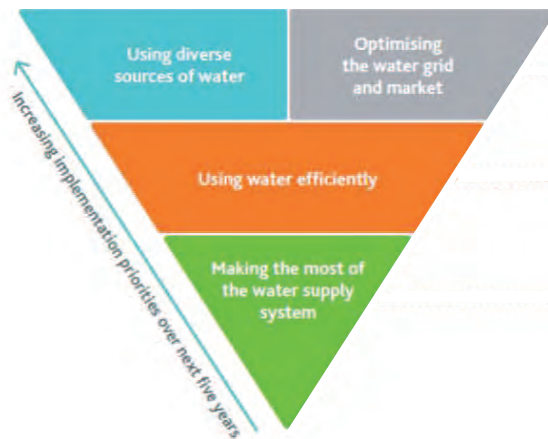 Using diverse
sources of water
Optimising
the water grid
and market
Using water efficiently
Making the most of
the water supply
system
Increasing implementation priorities over next five years